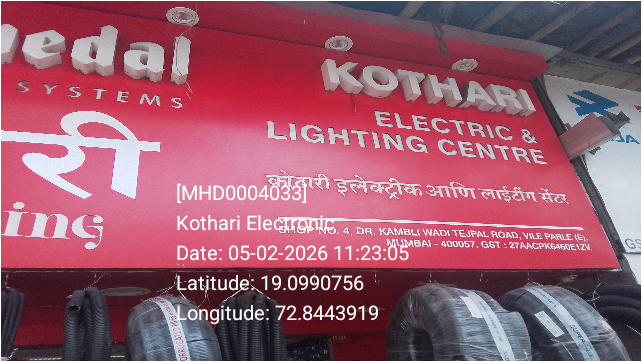 edal
SYSTEMS
री
ing
KOTHARI
ELECTRIC &
LIGHTING CENTRE
कोठारी इलेक्ट्रीक आणि लाईटींग सेंटर
SHOP NO. 4, DR. KAMBLI WADI TEJPAL ROAD, VILE PARLE (E),
MUMBAI - 400057. GST : 27AACPK6460E1ZV.
[MHD0004033]
Kothari Electronic
Date: 05-02-2026 11:23:05
Latitude: 19.0990756
Longitude: 72.8443919